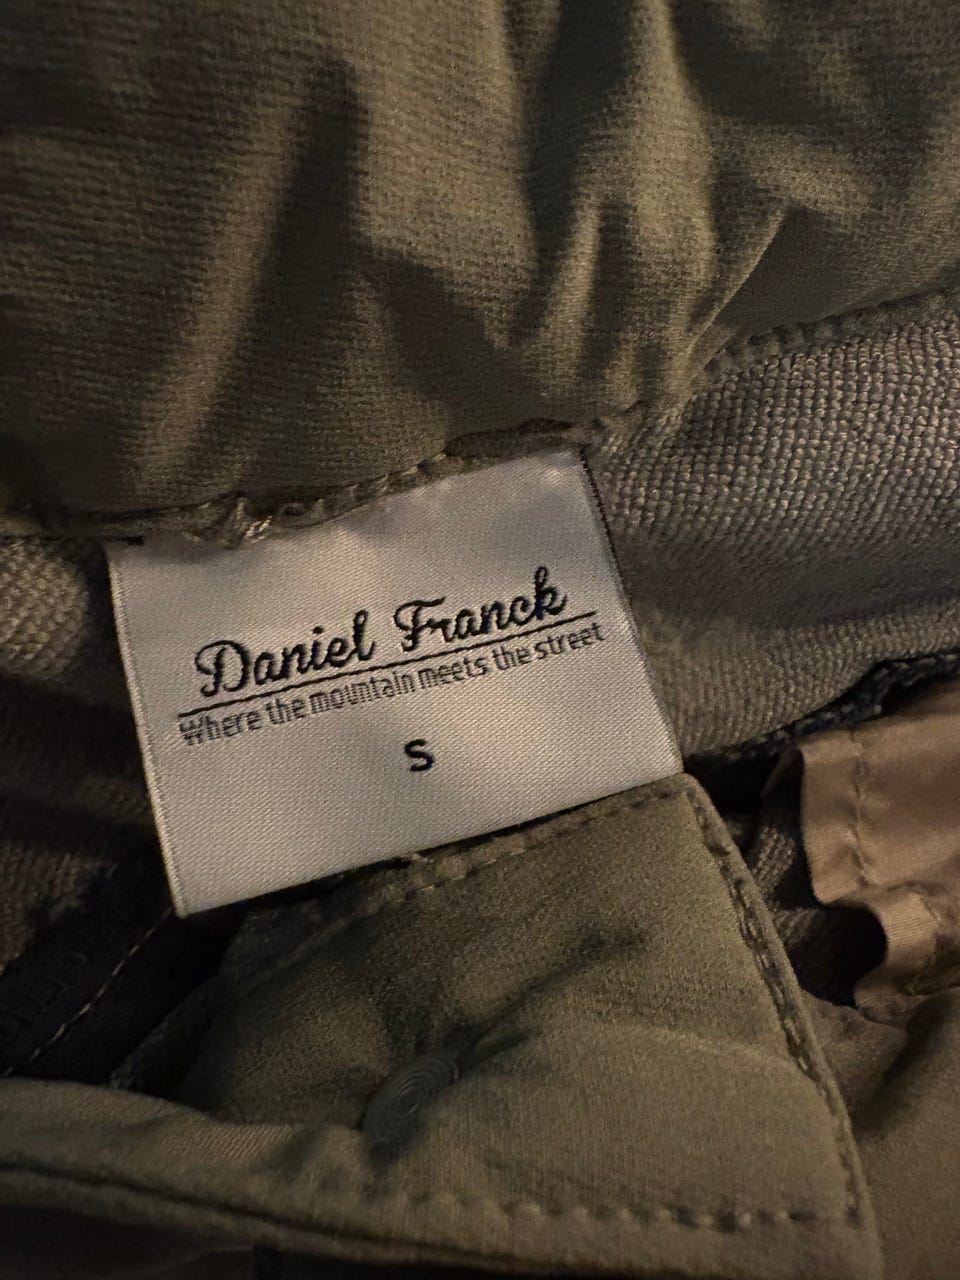 Daniel Franck
Where the mountain meets the street
S